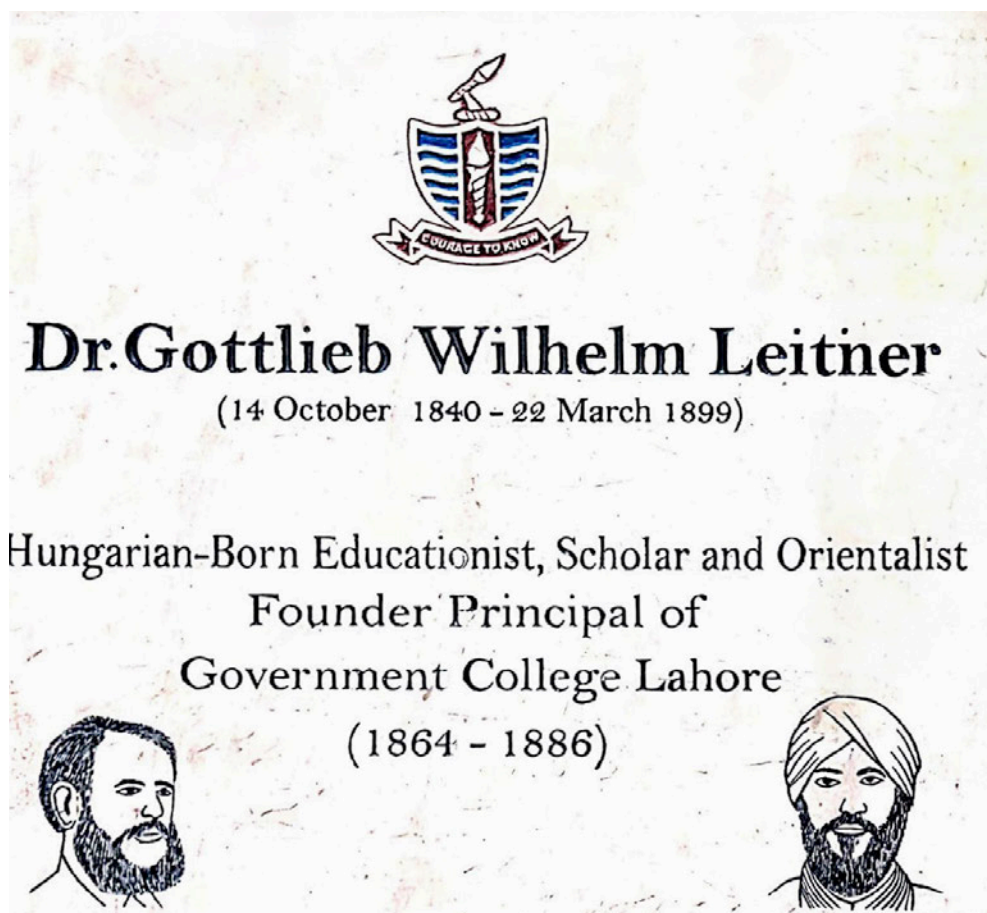 COURAGE TO KNOW
Dr.Gottlieb Wilhelm Leitner
(14 October 1840 – 22 March 1899)
Hungarian-Born Educationist, Scholar and Orientalist
Founder Principal of
Government College Lahore
(1864 – 1886)